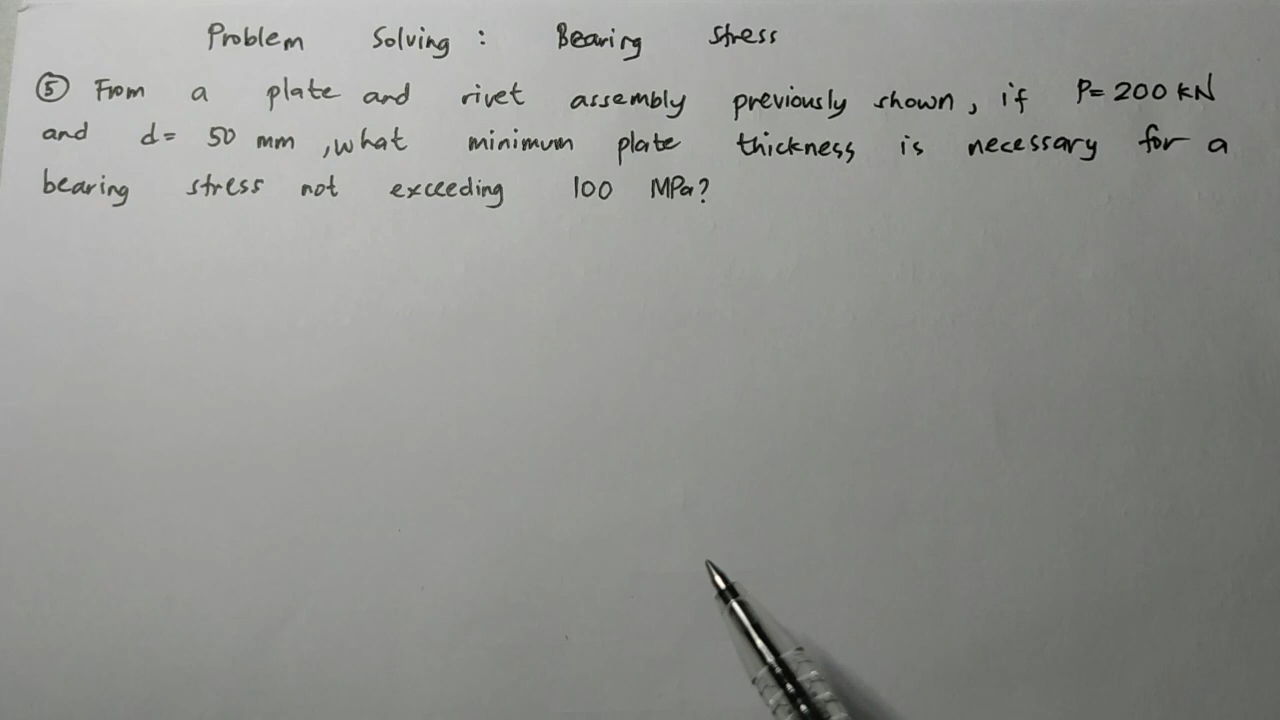 Problem Solving : Bearing stress
⑤ From a plate and rivet assembly previously shown, if P= 200 kN
and d= 50 mm , what minimum plate thickness is necessary for a
bearing stress not exceeding 100 MPa?